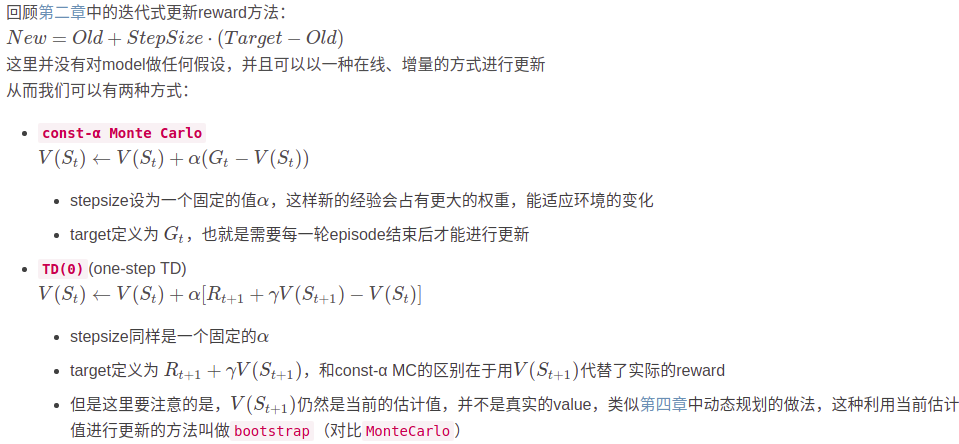 回顾第二章中的迭代式更新reward方法：
New = Old + StepSize · (Target − Old)
这里并没有对model做任何假设，并且可以以一种在线、增量的方式进行更新
从而我们可以有两种方式：
• const-α Monte Carlo
V(S_t) ← V(S_t) + α(G_t − V(S_t))
• stepsize设为一个固定的值α，这样新的经验会占有更大的权重，能适应环境的变化
• target定义为 G_t，也就是需要每一轮episode结束后才能进行更新
• TD(0) (one-step TD)
V(S_t) ← V(S_t) + α[R_{t+1} + γV(S_{t+1}) − V(S_t)]
• stepsize同样是一个固定的α
• target定义为 R_{t+1} + γV(S_{t+1})，和const-α MC的区别在于用V(S_{t+1})代替了实际的reward
• 但是这里要注意的是，V(S_{t+1})仍然是当前的估计值，并不是真实的value，类似第四章中动态规划的做法，这种利用当前估计
值进行更新的方法叫做 bootstrap （对比 MonteCarlo ）